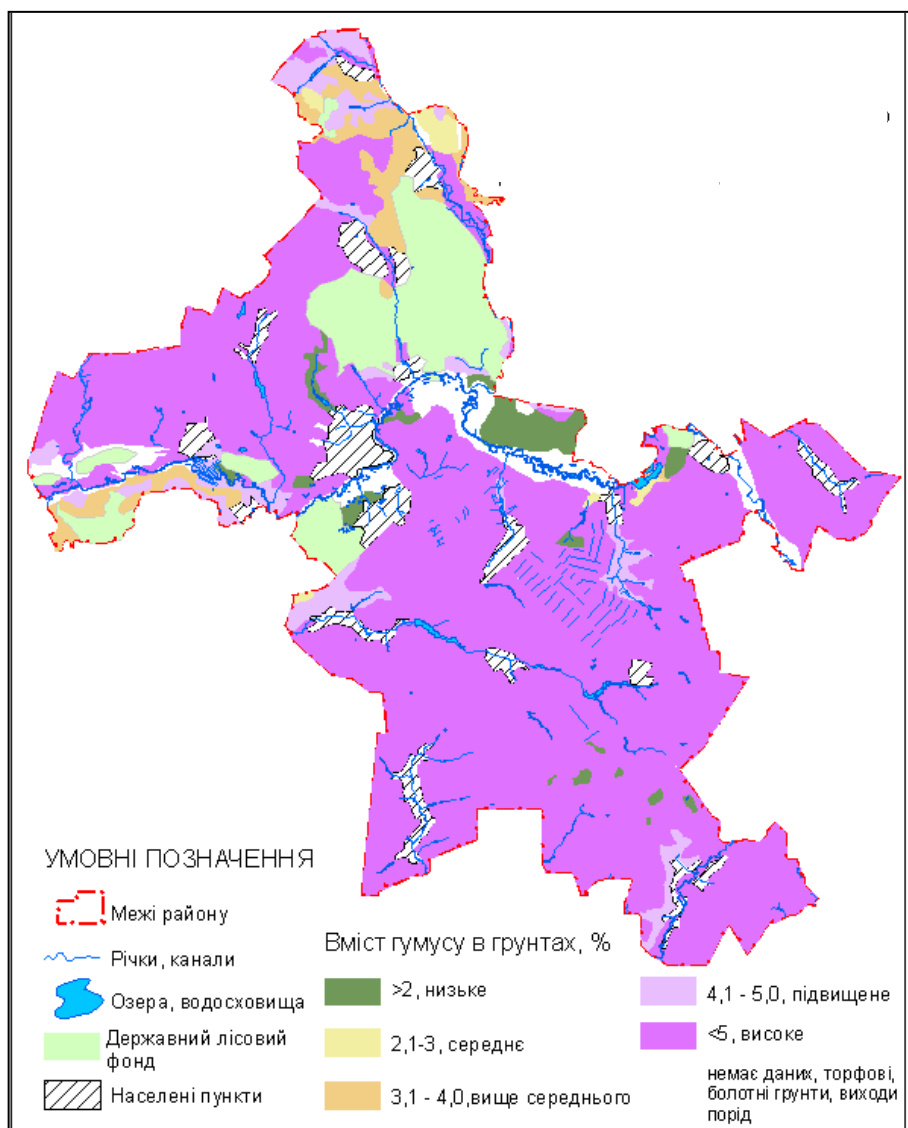 УМОВНІ ПОЗНАЧЕННЯ
Межі району
Річки, канали
Озера, водосховища
Державний лісовий
фонд
Населені пункти
Вміст гумусу в грунтах, %
>2, низьке
2,1-3, середнє
3,1 - 4,0,вище середнього
4,1 - 5,0, підвищене
<5, високе
немає даних, торфові,
болотні грунти, виходи
порід